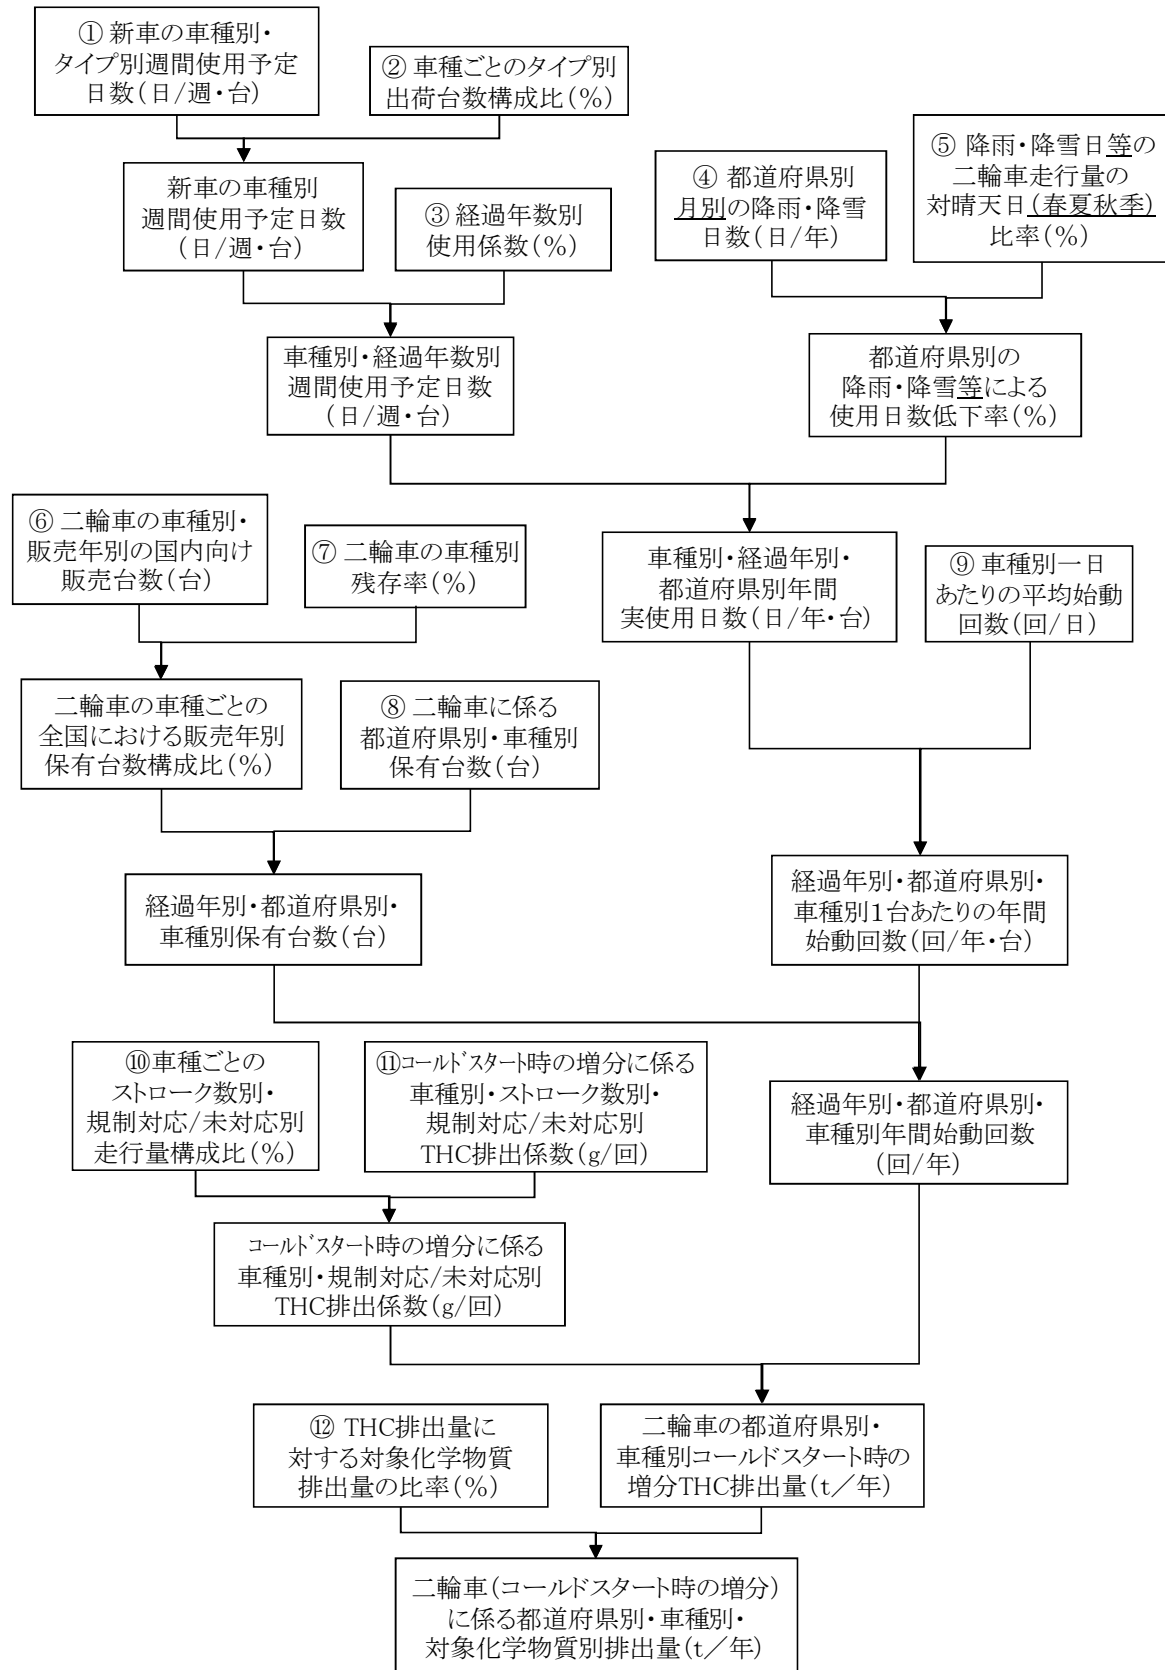 ① 新車の車種別・
タイプ別週間使用予定
日数(日/週・台)
② 車種ごとのタイプ別
出荷台数構成比(%)
新車の車種別
週間使用予定日数
(日/週・台)
③ 経過年数別
使用係数(%)
④ 都道府県別
月別の降雨・降雪
日数(日/年)
⑤ 降雨・降雪日等の
二輪車走行量の
対晴天日(春夏秋季)
比率(%)
車種別・経過年数別
週間使用予定日数
(日/週・台)
都道府県別の
降雨・降雪等による
使用日数低下率(%)
⑥ 二輪車の車種別・
販売年別の国内向け
販売台数(台)
⑦ 二輪車の車種別
残存率(%)
車種別・経過年別・
都道府県別年間
実使用日数(日/年・台)
⑨ 車種別一日
あたりの平均始動
回数(回/日)
二輪車の車種ごとの
全国における販売年別
保有台数構成比(%)
⑧ 二輪車に係る
都道府県別・車種別
保有台数(台)
経過年別・都道府県別・
車種別保有台数(台)
経過年別・都道府県別・
車種別1台あたりの年間
始動回数(回/年・台)
⑩車種ごとの
ストローク数別・
規制対応/未対応別
走行量構成比(%)
⑪コールドスタート時の増分に係る
車種別・ストローク数別・
規制対応/未対応別
THC排出係数(g/回)
経過年別・都道府県別・
車種別年間始動回数
(回/年)
コールドスタート時の増分に係る
車種別・規制対応/未対応別
THC排出係数(g/回)
⑫ THC排出量に
対する対象化学物質
排出量の比率(%)
二輪車の都道府県別・
車種別コールドスタート時の
増分THC排出量(t/年)
二輪車(コールドスタート時の増分)
に係る都道府県別・車種別・
対象化学物質別排出量(t/年)